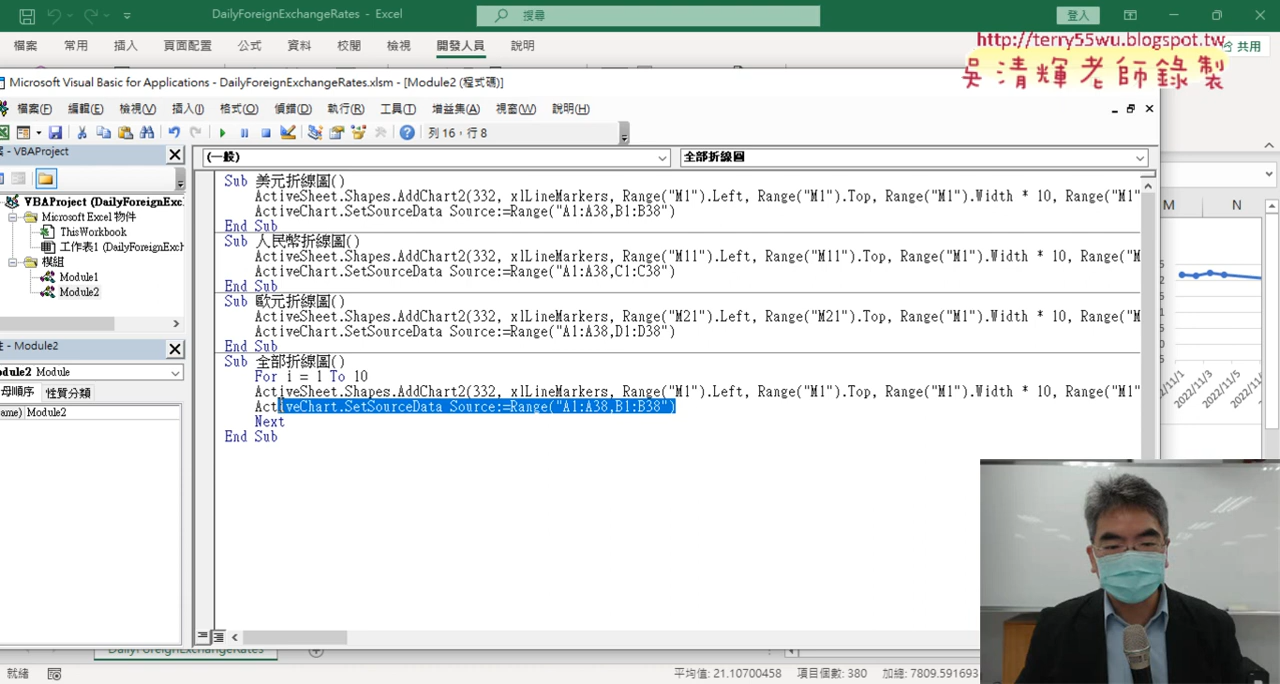 DailyForeignExchangeRates - Excel
搜尋
登入
檔案 常用 插入 頁面配置 公式 資料 校閱 檢視 開發人員 說明
共用
http://terry55wu.blogspot.tw
吳清輝老師錄製
Microsoft Visual Basic for Applications - DailyForeignExchangeRates.xlsm - [Module2 (程式碼)]
檔案(F) 編輯(E) 檢視(V) 插入(I) 格式(O) 偵錯(D) 執行(R) 工具(T) 增益集(A) 視窗(W) 說明(H)
列 16，行 8
- VBAProject
(一般)
全部折線圖
VBAProject (DailyForeignExc
Microsoft Excel 物件
ThisWorkbook
工作表1 (DailyForeignExch
模組
Module1
Module2
- Module2
odule2 Module
母順序 性質分類
ame) Module2
Sub 美元折線圖()
ActiveSheet.Shapes.AddChart2(332, xlLineMarkers, Range("M1").Left, Range("M1").Top, Range("M1").Width * 10, Range("M1"
ActiveChart.SetSourceData Source:=Range("A1:A38,B1:B38")
End Sub
Sub 人民幣折線圖()
ActiveSheet.Shapes.AddChart2(332, xlLineMarkers, Range("M11").Left, Range("M11").Top, Range("M1").Width * 10, Range("M
ActiveChart.SetSourceData Source:=Range("A1:A38,C1:C38")
End Sub
Sub 歐元折線圖()
ActiveSheet.Shapes.AddChart2(332, xlLineMarkers, Range("M21").Left, Range("M21").Top, Range("M1").Width * 10, Range("M
ActiveChart.SetSourceData Source:=Range("A1:A38,D1:D38")
End Sub
Sub 全部折線圖()
For i = 1 To 10
ActiveSheet.Shapes.AddChart2(332, xlLineMarkers, Range("M1").Left, Range("M1").Top, Range("M1").Width * 10, Range("M1"
ActiveChart.SetSourceData Source:=Range("A1:A38,B1:B38")
Next
End Sub
M N
2022/11/3
2022/11/5
DailyForeignExchangeRates
就緒
平均值: 21.10700458 項目個數: 380 加總: 7809.591693